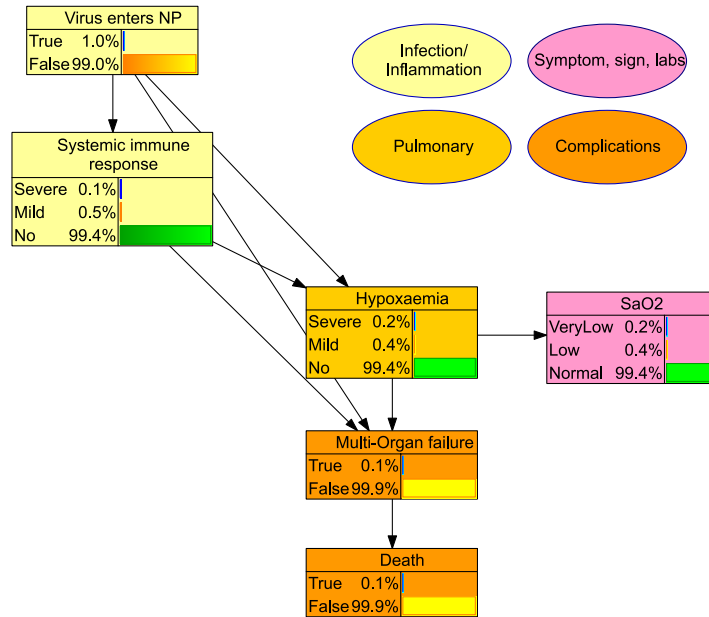 Virus enters NP
True 1.0%
False 99.0%
Infection/
Inflammation
Symptom, sign, labs
Pulmonary
Complications
Systemic immune
response
Severe 0.1%
Mild 0.5%
No 99.4%
Hypoxaemia
Severe 0.2%
Mild 0.4%
No 99.4%
SaO2
VeryLow 0.2%
Low 0.4%
Normal 99.4%
Multi-Organ failure
True 0.1%
False 99.9%
Death
True 0.1%
False 99.9%